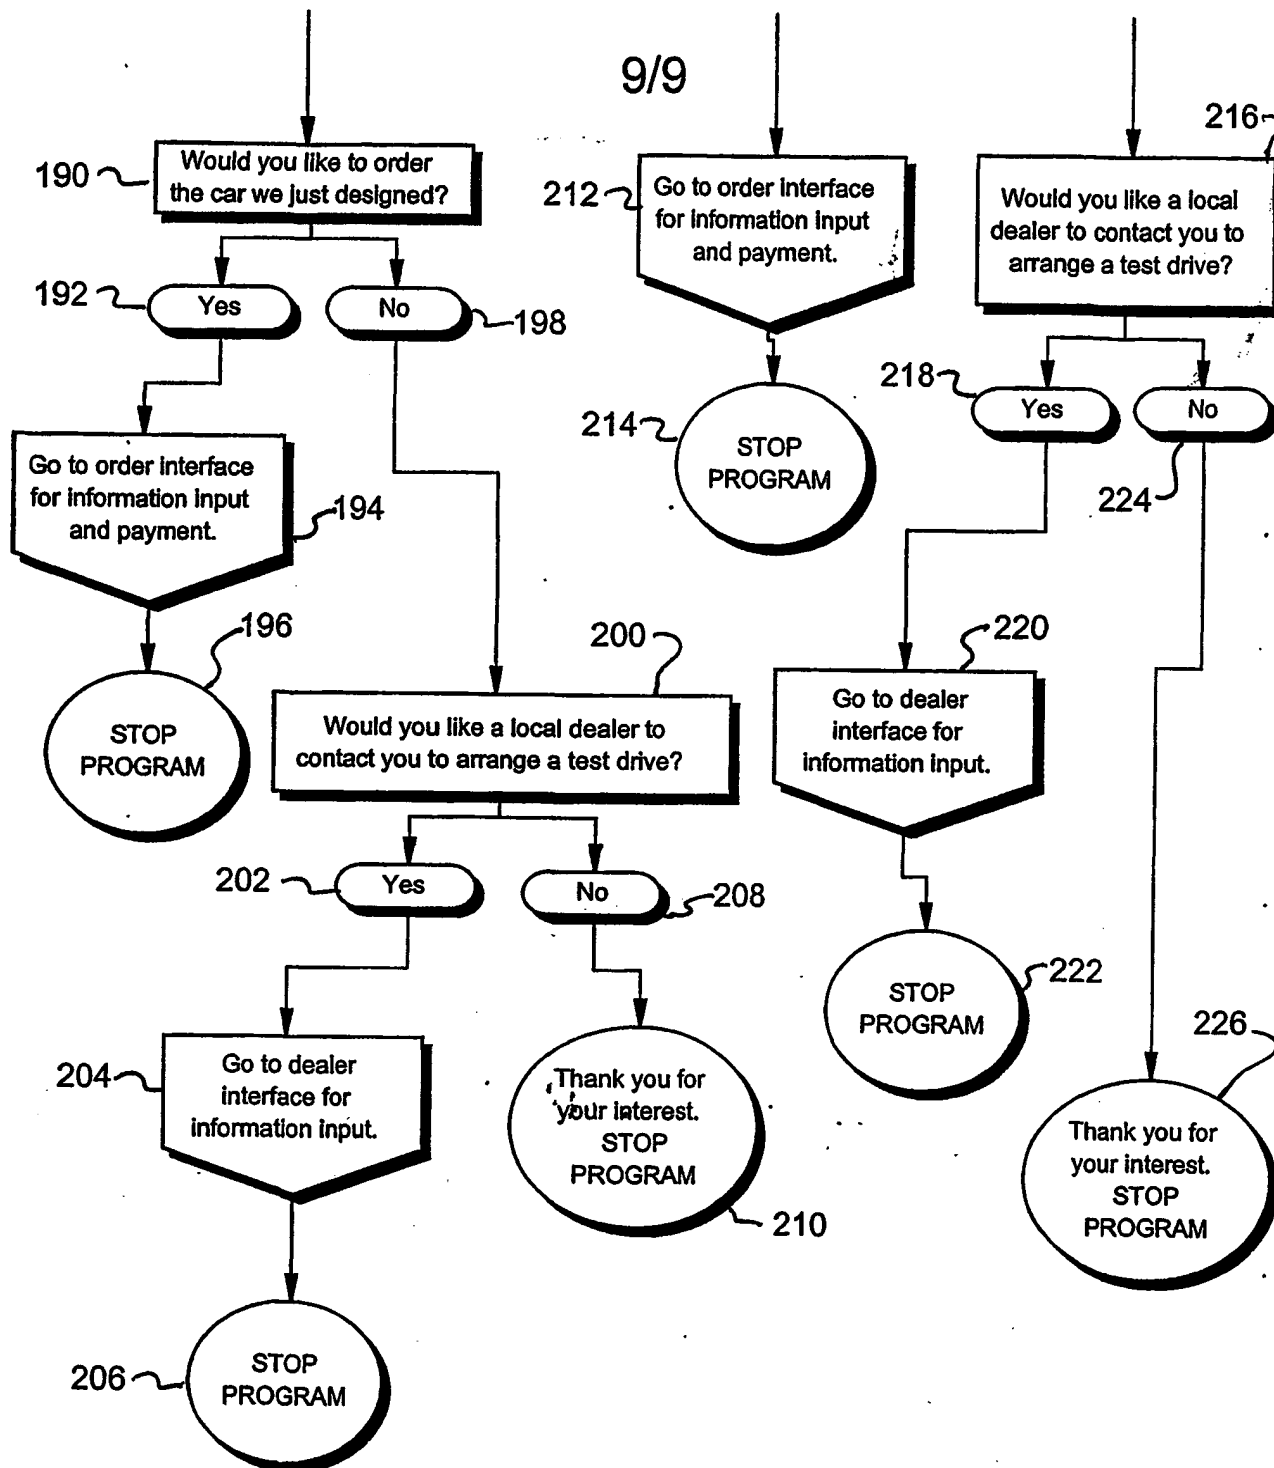 9/9
190
Would you like to order
the car we just designed?
192
Yes
No
198
Go to order interface
for information input
and payment.
194
196
STOP
PROGRAM
200
Would you like a local dealer to
contact you to arrange a test drive?
202
Yes
No
208
204
Go to dealer
interface for
information input.
Thank you for
your interest.
STOP
PROGRAM
210
206
STOP
PROGRAM
212
Go to order interface
for information input
and payment.
214
STOP
PROGRAM
216
Would you like a local
dealer to contact you to
arrange a test drive?
218
Yes
No
224
220
Go to dealer
interface for
information input.
222
STOP
PROGRAM
226
Thank you for
your interest.
STOP
PROGRAM